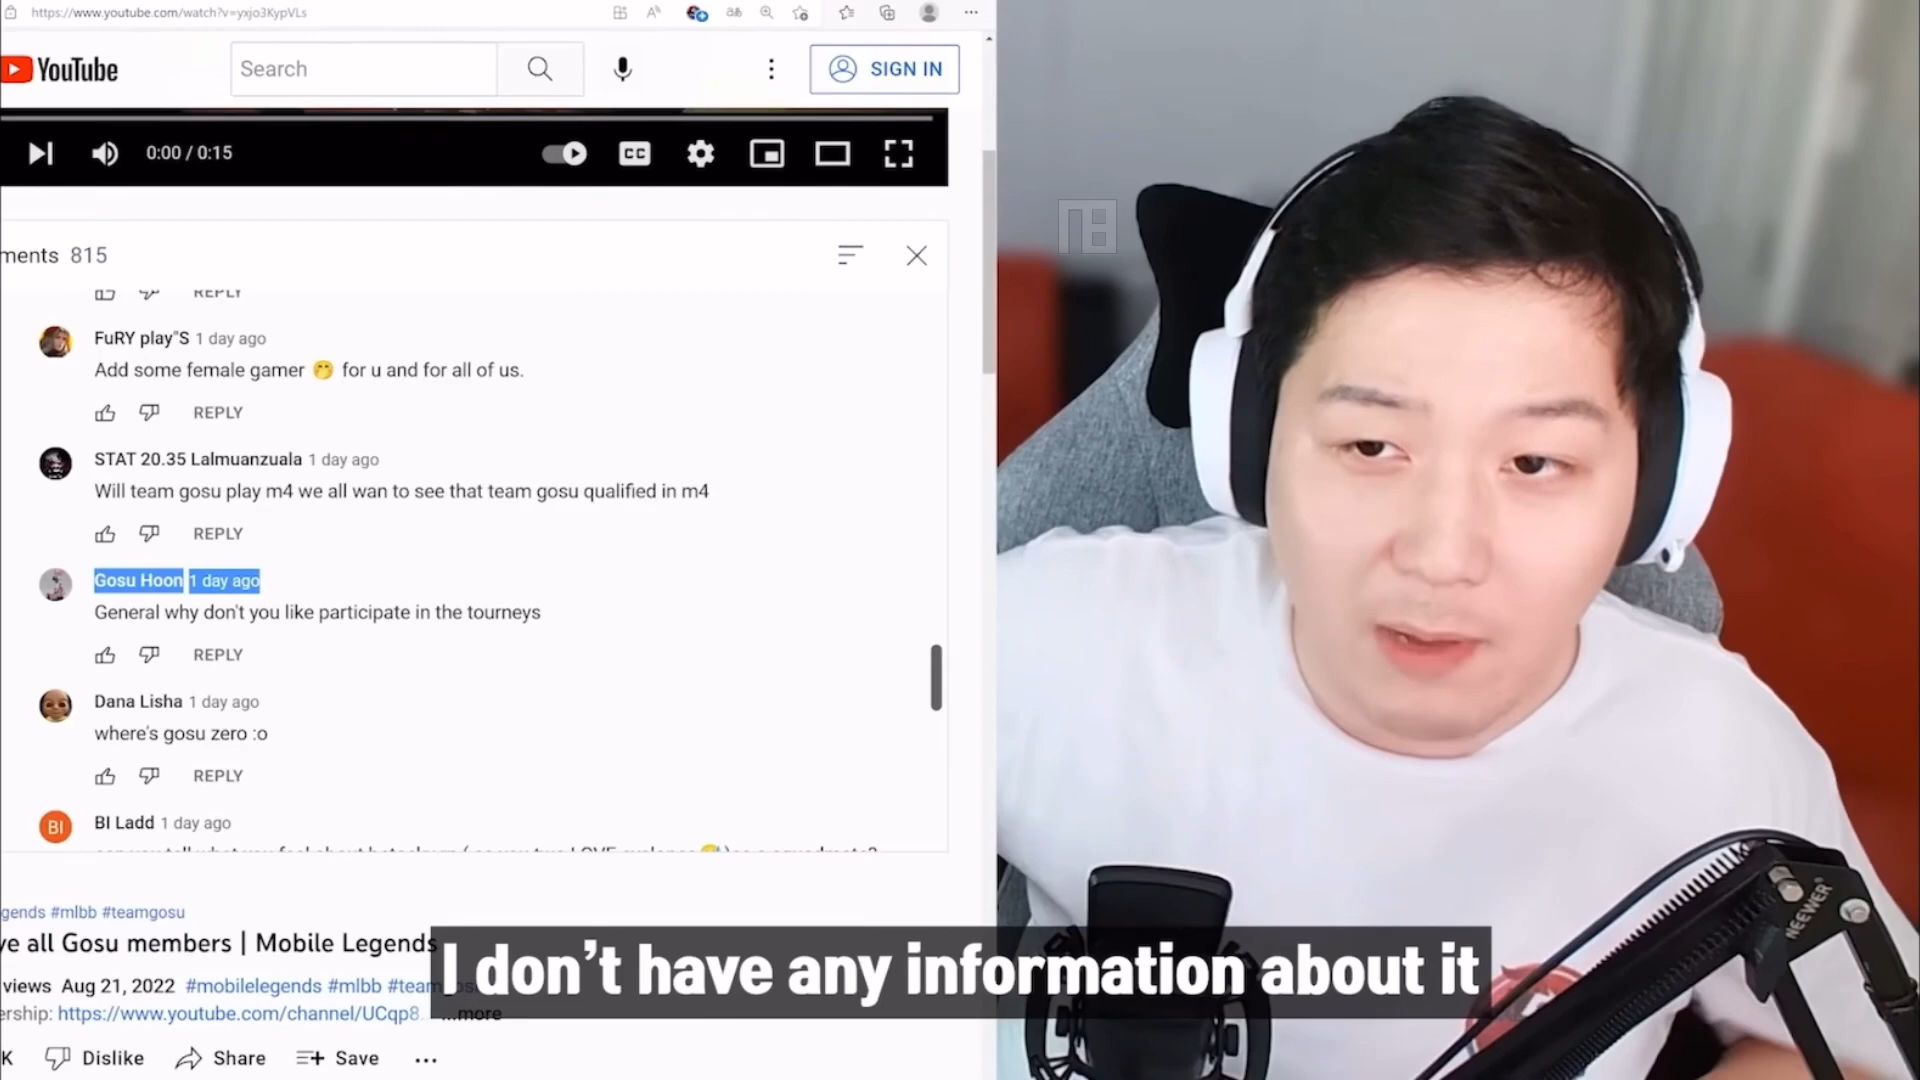 https://www.youtube.com/watch?v=yxjo3KypVLs
YouTube
Search
SIGN IN
0:00 / 0:15
CC
ments 815
REPLY
FuRY play"S 1 day ago
Add some female gamer 🤭 for u and for all of us.
REPLY
STAT 20.35 Lalmuanzuala 1 day ago
Will team gosu play m4 we all wan to see that team gosu qualified in m4
REPLY
Gosu Hoon 1 day ago
General why don't you like participate in the tourneys
REPLY
Dana Lisha 1 day ago
where's gosu zero :o
REPLY
BI
BI Ladd 1 day ago
gends #mlbb #teamgosu
ve all Gosu members | Mobile Legends
views Aug 21, 2022 #mobilelegends #mlbb #team
ership: https://www.youtube.com/channel/UCqp8 ...more
K Dislike Share Save
I don't have any information about it
NEEWER